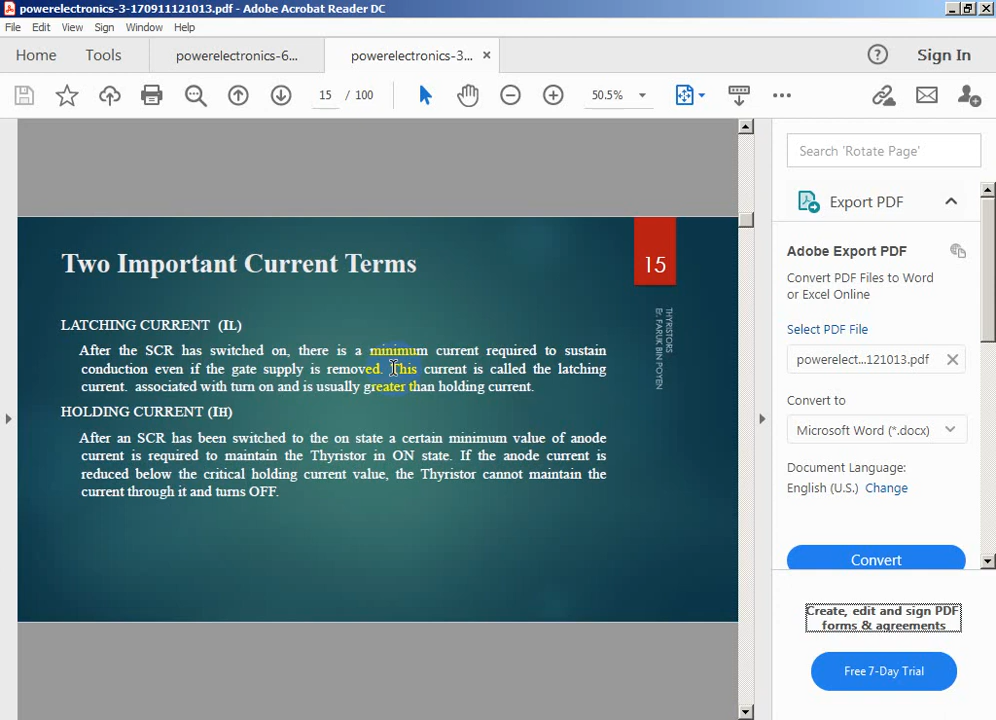 powerelectronics-3-170911121013.pdf - Adobe Acrobat Reader DC
File Edit View Sign Window Help
Home Tools powerelectronics-6... powerelectronics-3... ×
? Sign In
15 / 100 50.5%
Search 'Rotate Page'
Export PDF
Adobe Export PDF
Convert PDF Files to Word
or Excel Online
Select PDF File
powerelect...121013.pdf
Convert to
Microsoft Word (*.docx)
Document Language:
English (U.S.) Change
Convert
Create, edit and sign PDF
forms & agreements
Free 7-Day Trial
Two Important Current Terms
15
THYRISTORS
Er. FARUK BIN POYEN
LATCHING CURRENT (IL)
After the SCR has switched on, there is a minimum current required to sustain
conduction even if the gate supply is removed. This current is called the latching
current. associated with turn on and is usually greater than holding current.
HOLDING CURRENT (IH)
After an SCR has been switched to the on state a certain minimum value of anode
current is required to maintain the Thyristor in ON state. If the anode current is
reduced below the critical holding current value, the Thyristor cannot maintain the
current through it and turns OFF.